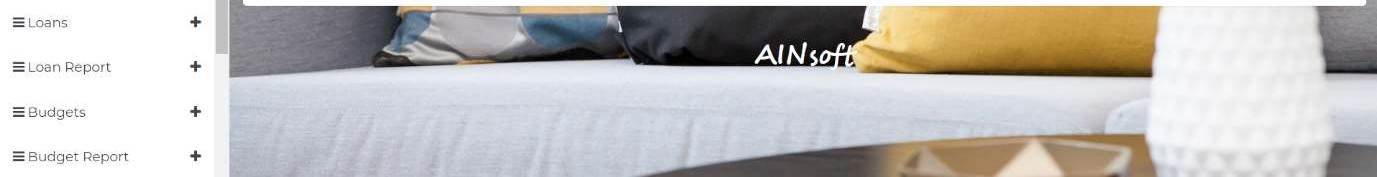 Loans
Loan Report
Budgets
Budget Report
AINsoft